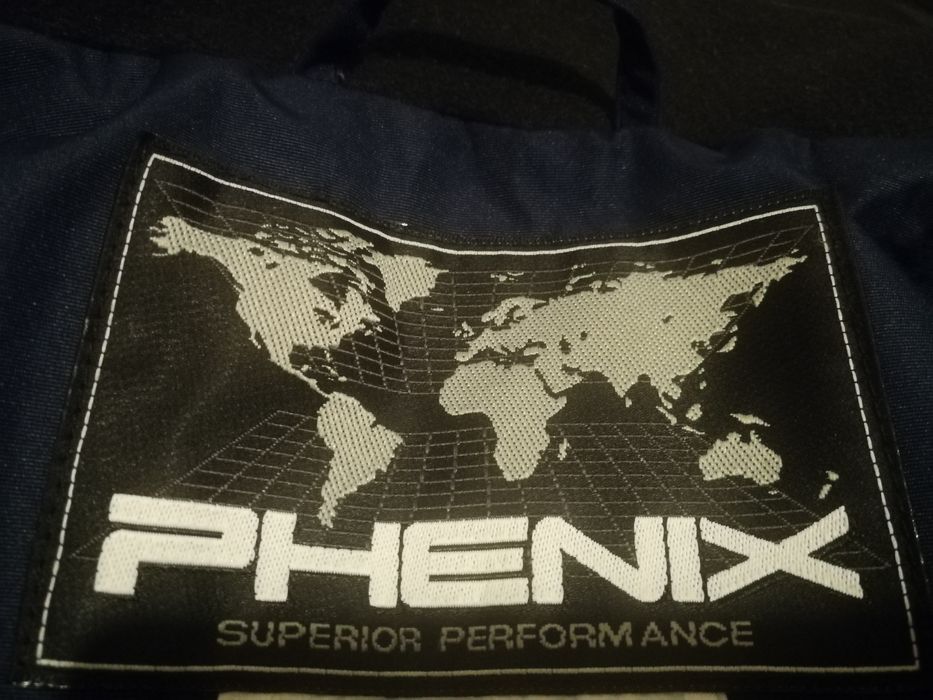 PHENIX
SUPERIOR PERFORMANCE